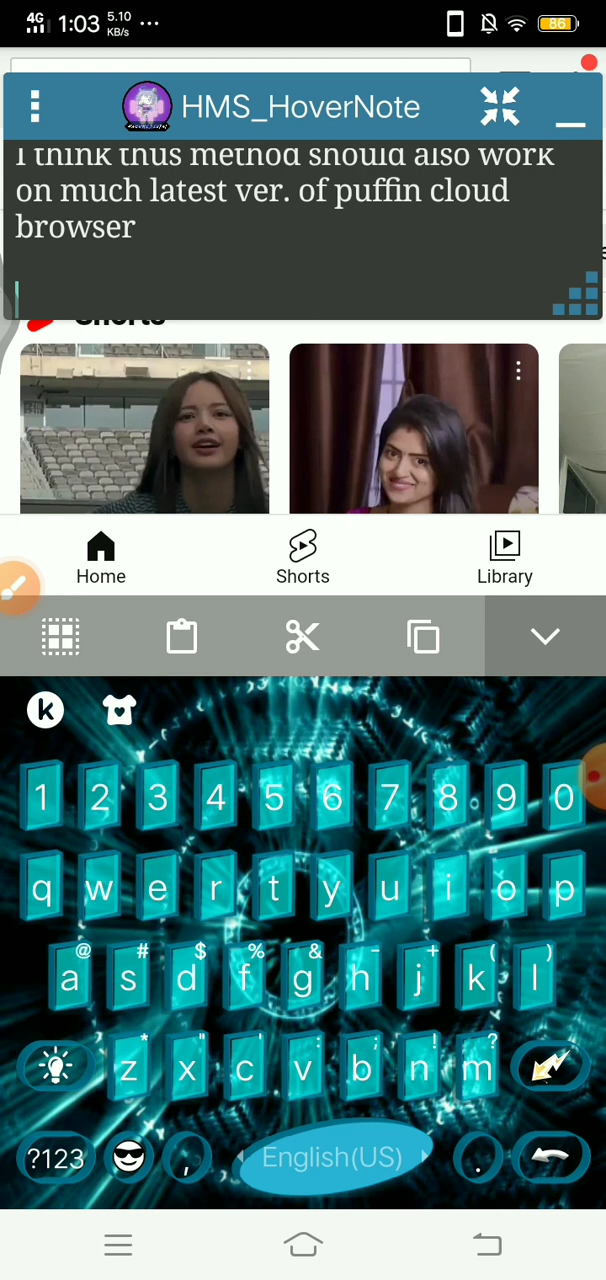 4G 1:03 5.10 KB/s ... 86
HMS_HoverNote
I think thus method should also work
on much latest ver. of puffin cloud
browser
Shorts
Home Shorts Library
k
1 2 3 4 5 6 7 8 9 0
q w e r t y u i o p
@ # $ % & - + ( )
a s d f g h j k l
* " ' : ; ! ?
z x c v b n m
?123 , English(US) .